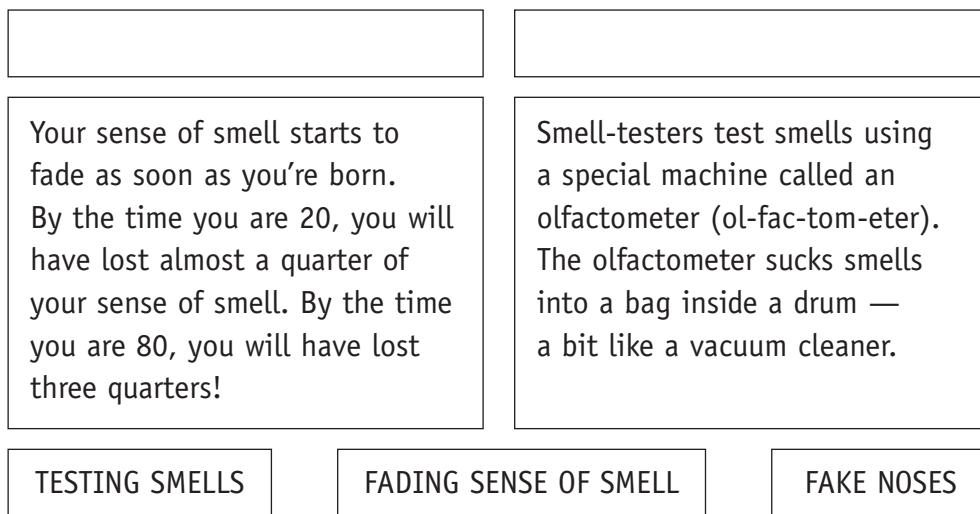 Your sense of smell starts to
fade as soon as you’re born.
By the time you are 20, you will
have lost almost a quarter of
your sense of smell. By the time
you are 80, you will have lost
three quarters!
Smell-testers test smells using
a special machine called an
olfactometer (ol-fac-tom-eter).
The olfactometer sucks smells
into a bag inside a drum —
a bit like a vacuum cleaner.
TESTING SMELLS
FADING SENSE OF SMELL
FAKE NOSES